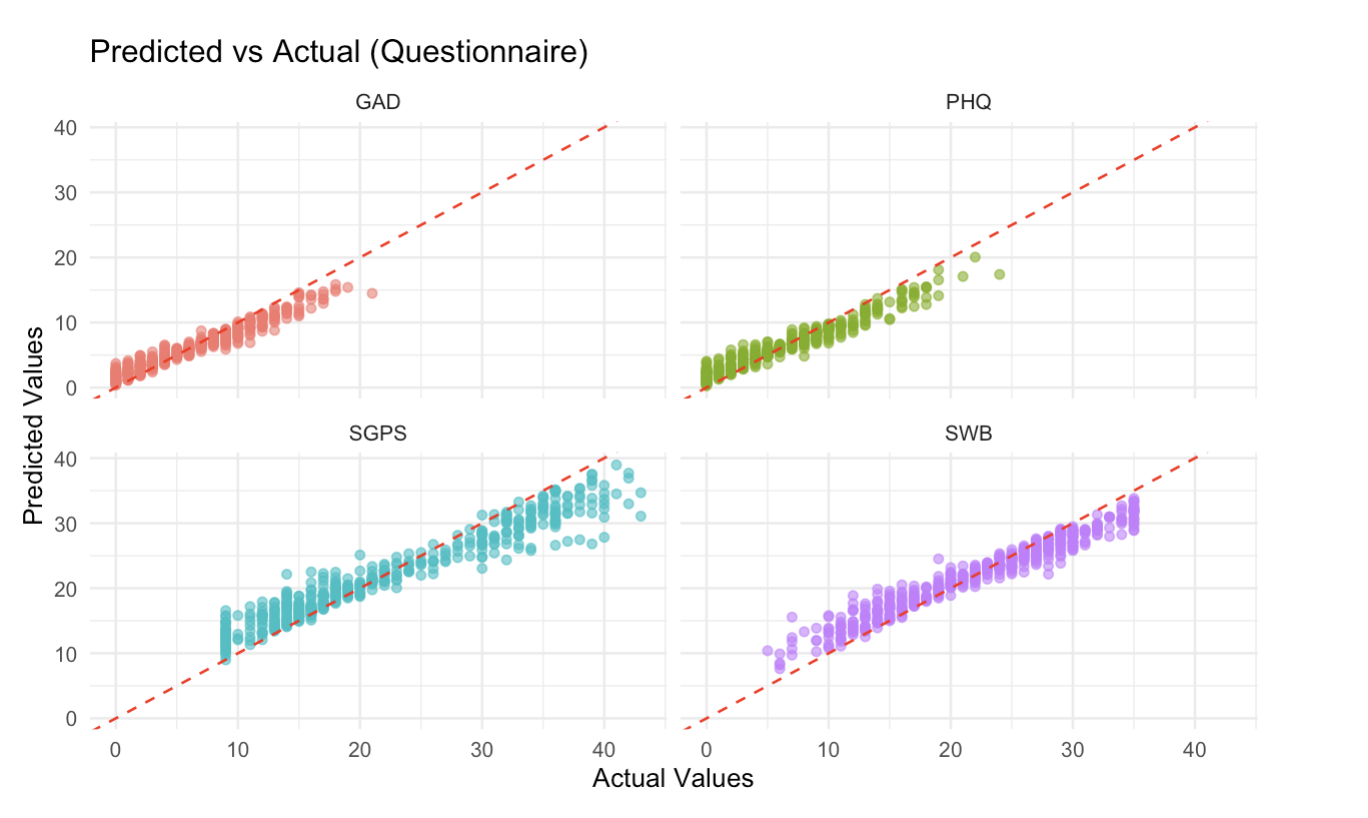 Predicted vs Actual (Questionnaire)
GAD
PHQ
40
30
20
10
0
SGPS
SWB
40
30
20
10
0
Predicted Values
0 10 20 30 40
0 10 20 30 40
Actual Values